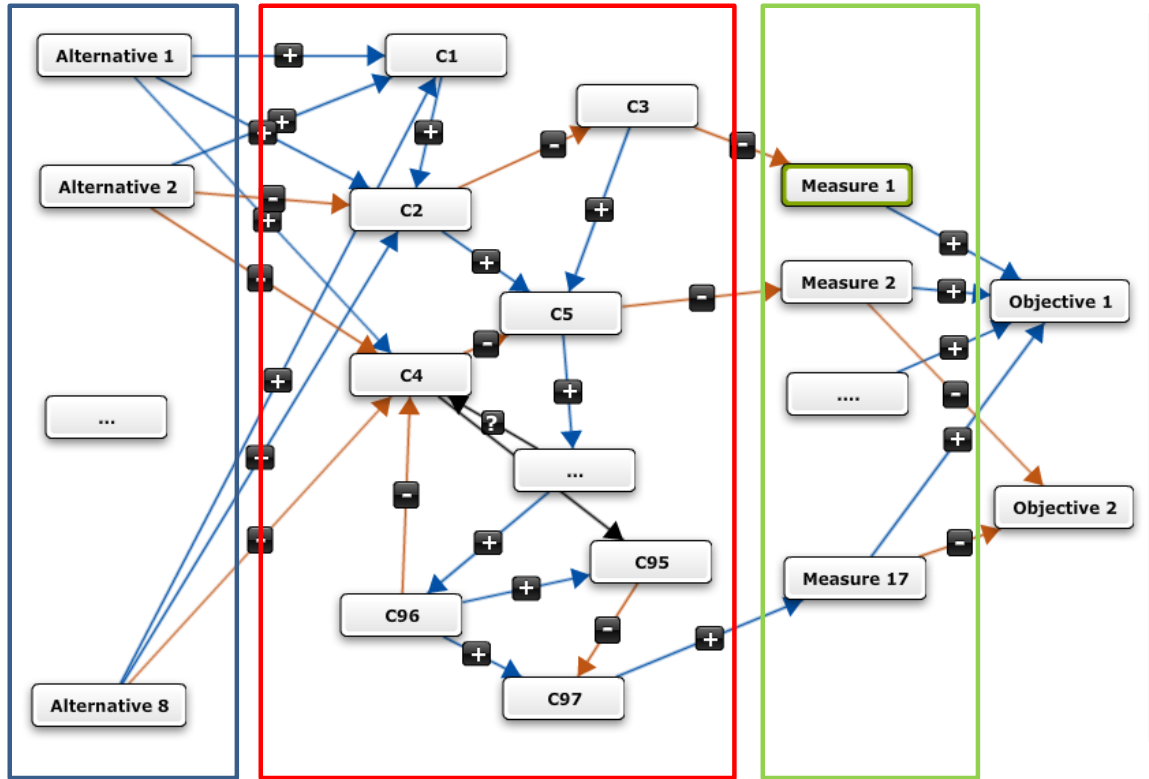 Alternative 1
+
C1
C3
+
+
+
-
-
Alternative 2
Measure 1
-
C2
+
+
+
+
-
Measure 2
-
+
Objective 1
C5
-
+
C4
+
+
-
....
...
?
+
...
-
Objective 2
-
+
-
C95
+
Measure 17
C96
-
+
+
C97
Alternative 8